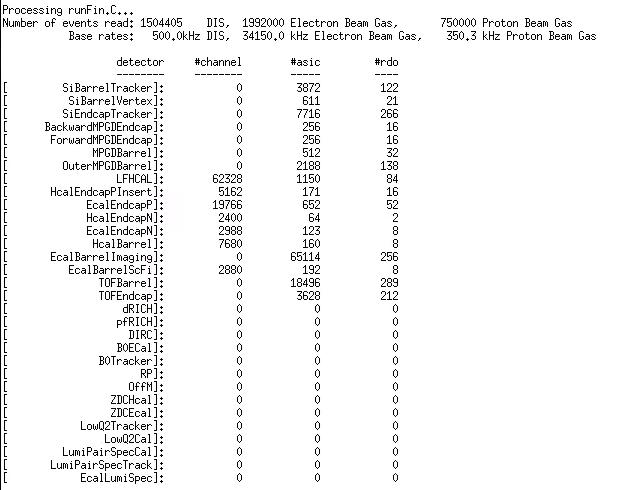 Processing runFin.C...
Number of events read: 1504405    DIS,  1992000 Electron Beam Gas,      750000 Proton Beam Gas
          Base rates:   500.0kHz DIS,  34150.0 kHz Electron Beam Gas,    350.3 kHz Proton Beam Gas
                 detector     #channel       #asic        #rdo
                 --------     --------       -----        ----
[        SiBarrelTracker]:           0        3872         122
[         SiBarrelVertex]:           0         611          21
[        SiEndcapTracker]:           0        7716         266
[     BackwardMPGDEndcap]:           0         256          16
[      ForwardMPGDEndcap]:           0         256          16
[             MPGDBarrel]:           0         512          32
[        OuterMPGDBarrel]:           0        2188         138
[                 LFHCAL]:       62328        1150          84
[      HcalEndcapPInsert]:        5162         171          16
[            EcalEndcapP]:       19766         652          52
[            HcalEndcapN]:        2400          64           2
[            EcalEndcapN]:        2988         123           8
[             HcalBarrel]:        7680         160           8
[      EcalBarrelImaging]:           0       65114         256
[         EcalBarrelScFi]:        2880         192           8
[              TOFBarrel]:           0       18496         289
[              TOFEndcap]:           0        3628         212
[                  dRICH]:           0           0           0
[                 pfRICH]:           0           0           0
[                   DIRC]:           0           0           0
[                 B0ECal]:           0           0           0
[              B0Tracker]:           0           0           0
[                     RP]:           0           0           0
[                   OffM]:           0           0           0
[                ZDCHcal]:           0           0           0
[                ZDCEcal]:           0           0           0
[           LowQ2Tracker]:           0           0           0
[               LowQ2Cal]:           0           0           0
[        LumiPairSpecCal]:           0           0           0
[      LumiPairSpecTrack]:           0           0           0
[           EcalLumiSpec]:           0           0           0